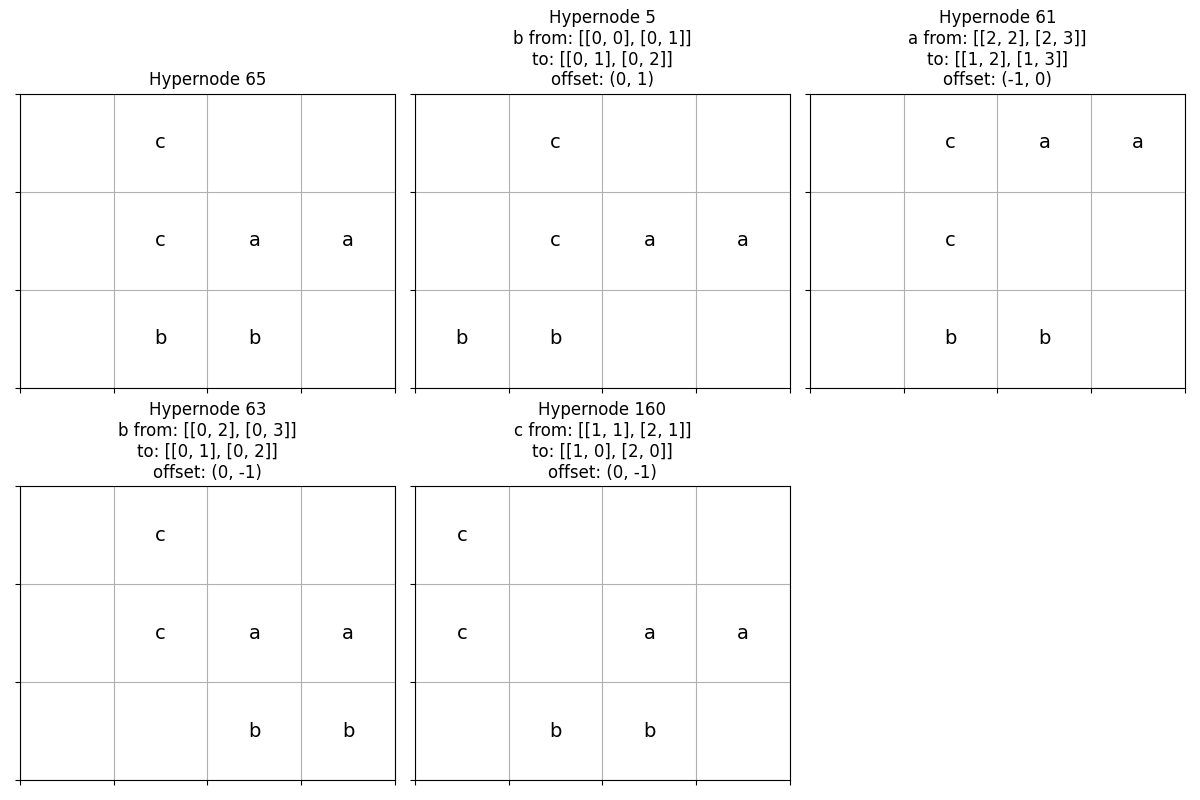 Hypernode 65
c
c a a
b b
Hypernode 5
b from: [[0, 0], [0, 1]]
to: [[0, 1], [0, 2]]
offset: (0, 1)
c
c a a
b b
Hypernode 61
a from: [[2, 2], [2, 3]]
to: [[1, 2], [1, 3]]
offset: (-1, 0)
c a a
c
b b
Hypernode 63
b from: [[0, 2], [0, 3]]
to: [[0, 1], [0, 2]]
offset: (0, -1)
c
c a a
b b
Hypernode 160
c from: [[1, 1], [2, 1]]
to: [[1, 0], [2, 0]]
offset: (0, -1)
c
c a a
b b